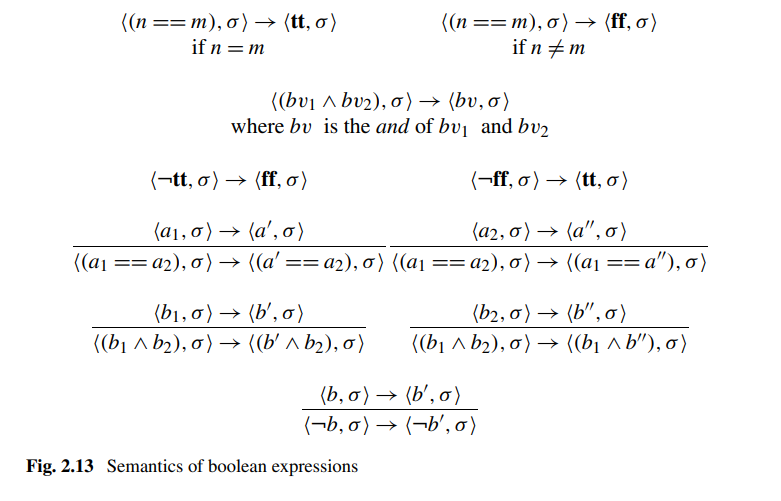 ⟨(n == m), σ⟩ → ⟨tt, σ⟩ ⟨(n == m), σ⟩ → ⟨ff, σ⟩
if n = m if n ≠ m
⟨(bv₁ ∧ bv₂), σ⟩ → ⟨bv, σ⟩
where bv is the and of bv₁ and bv₂
⟨¬tt, σ⟩ → ⟨ff, σ⟩ ⟨¬ff, σ⟩ → ⟨tt, σ⟩
⟨a₁, σ⟩ → ⟨a′, σ⟩ ⟨a₂, σ⟩ → ⟨a″, σ⟩
⟨(a₁ == a₂), σ⟩ → ⟨(a′ == a₂), σ⟩ ⟨(a₁ == a₂), σ⟩ → ⟨(a₁ == a″), σ⟩
⟨b₁, σ⟩ → ⟨b′, σ⟩ ⟨b₂, σ⟩ → ⟨b″, σ⟩
⟨(b₁ ∧ b₂), σ⟩ → ⟨(b′ ∧ b₂), σ⟩ ⟨(b₁ ∧ b₂), σ⟩ → ⟨(b₁ ∧ b″), σ⟩
⟨b, σ⟩ → ⟨b′, σ⟩
⟨¬b, σ⟩ → ⟨¬b′, σ⟩
Fig. 2.13 Semantics of boolean expressions